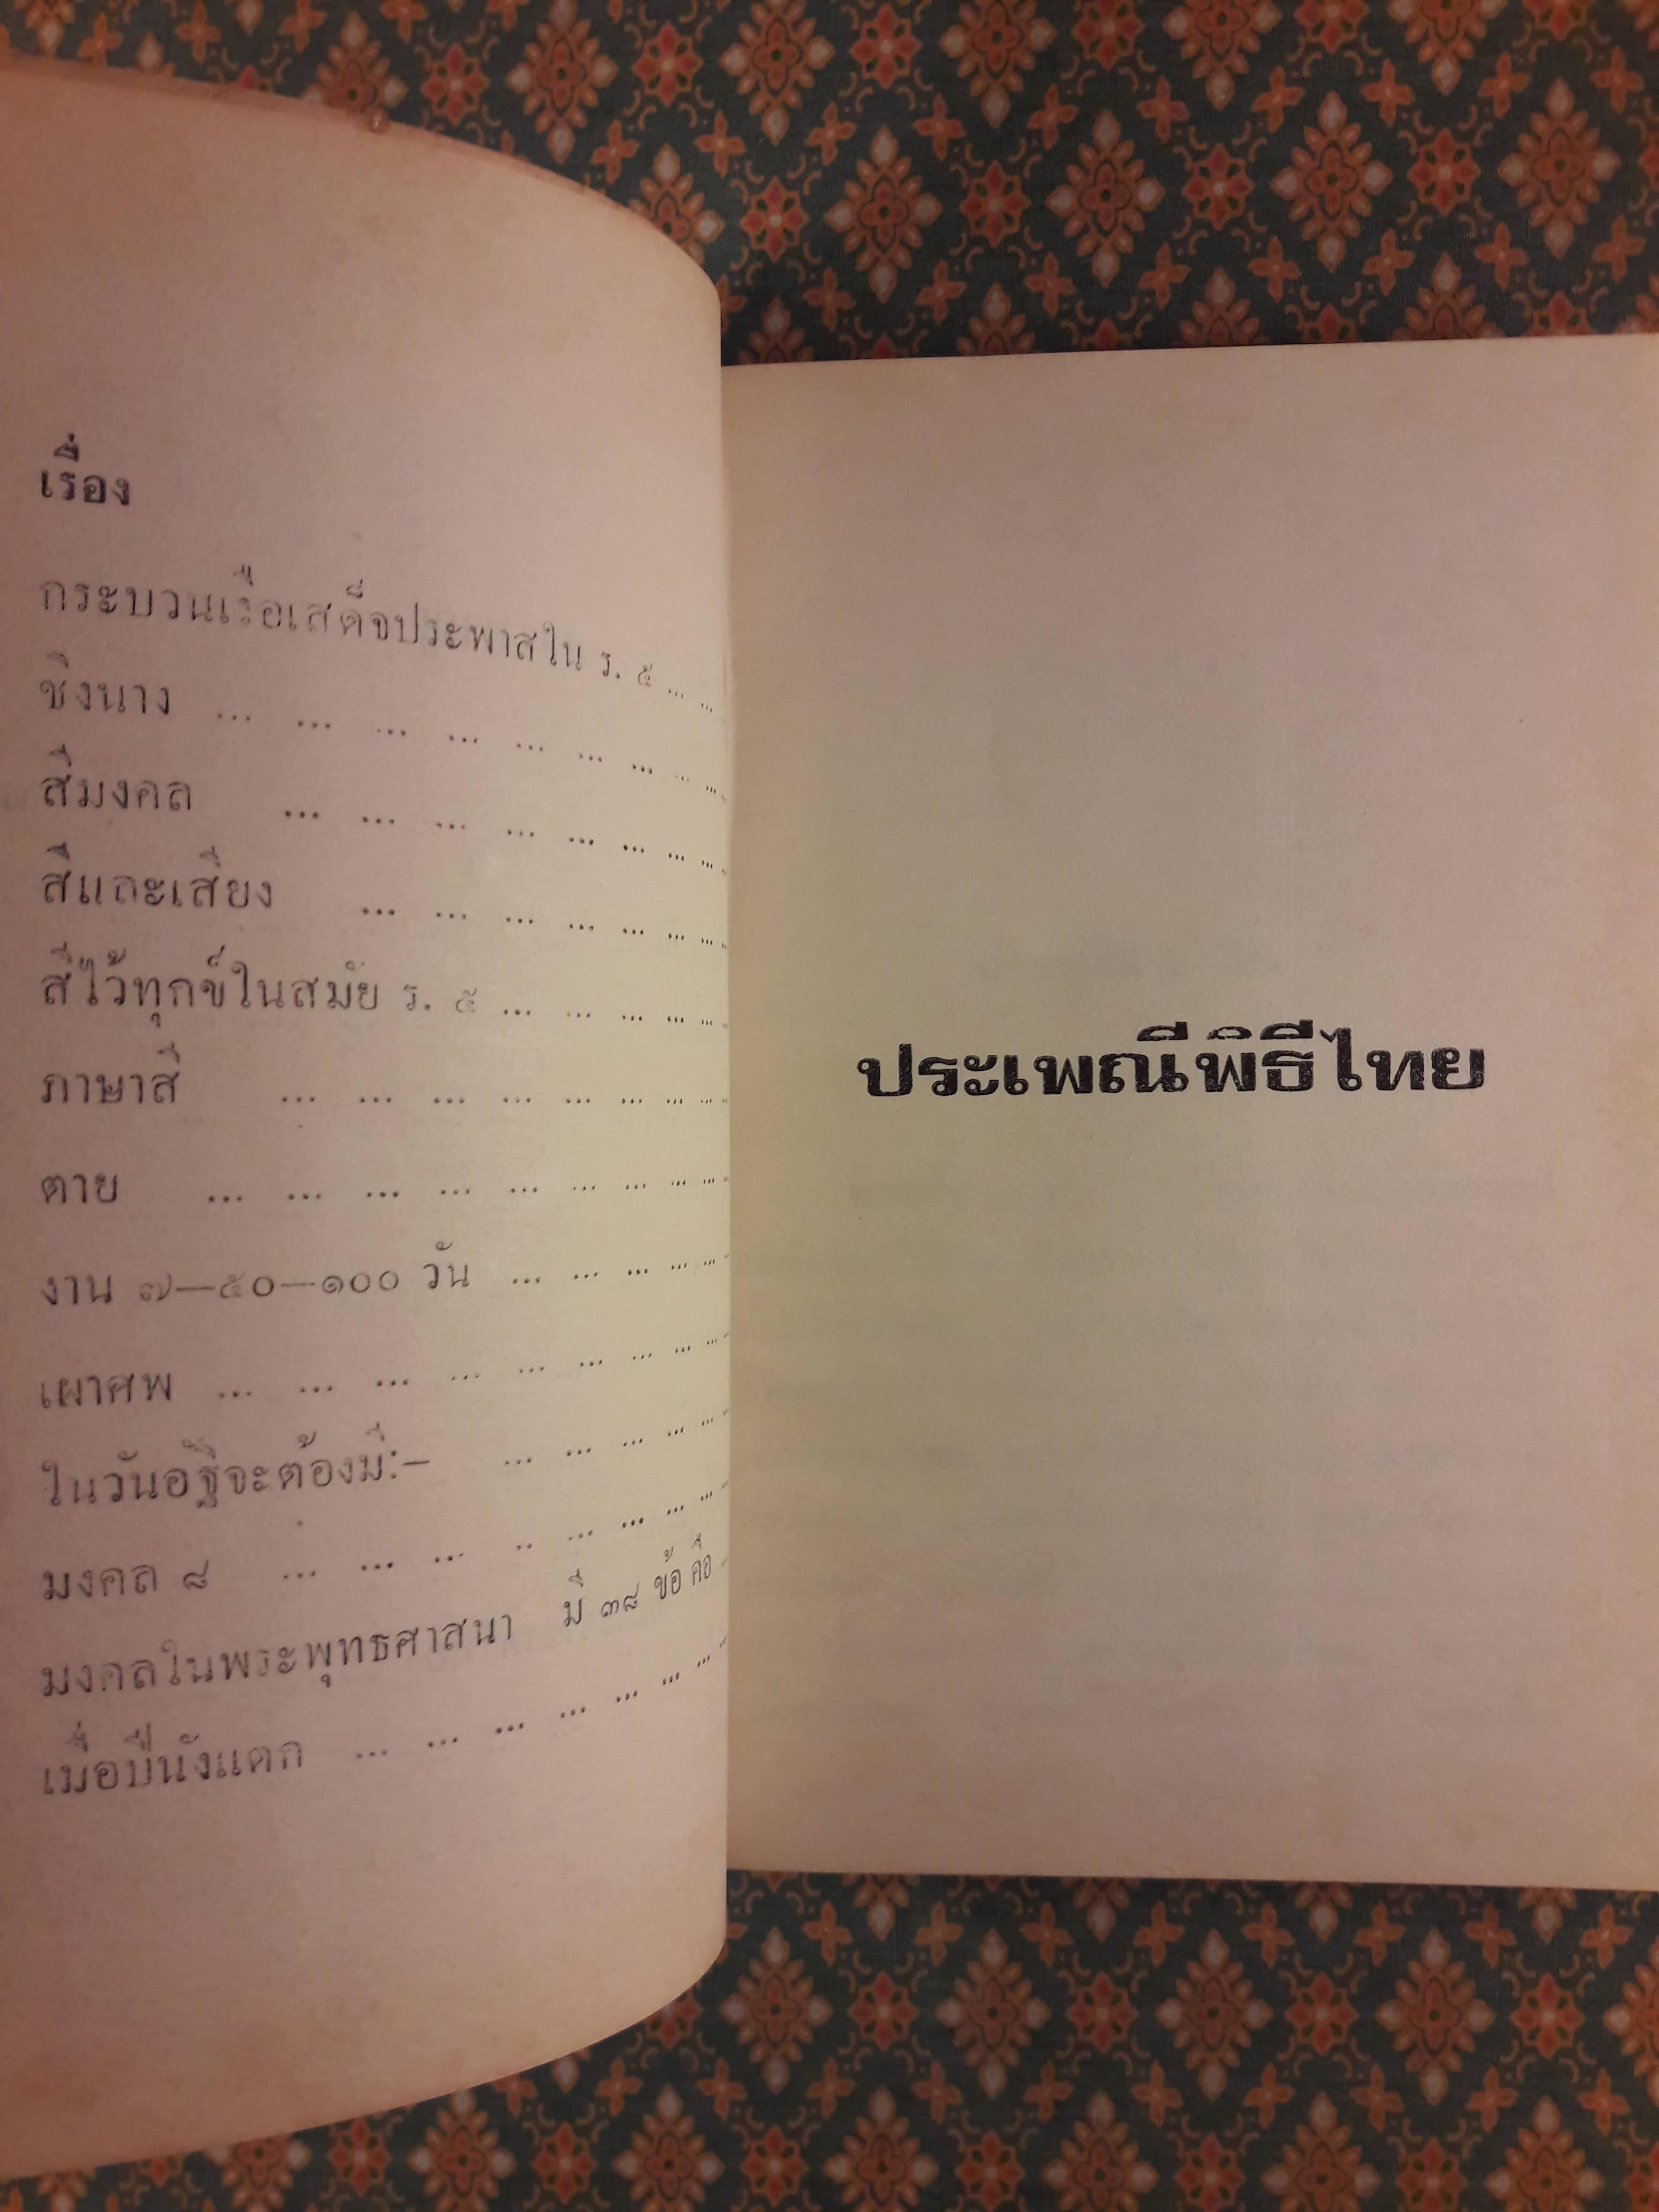 เรื่อง
กระบวนเรือเสด็จประพาสใน ร. ๕ ... ...
ชิงนาง ... ... ... ... ... ... ... ... ...
สีมงคล ... ... ... ... ... ... ... ...
สีและเสียง ... ... ... ... ... ... ... ...
สีไว้ทุกข์ในสมัย ร. ๕ ... ... ... ... ... ...
ภาษาสี ... ... ... ... ... ... ... ... ...
ตาย ... ... ... ... ... ... ... ... ... ...
งาน ๗—๕๐—๑๐๐ วัน ... ... ... ... ...
เผาศพ ... ... ... ... ... ... ... ... ... ...
ในวันอัฐิจะต้องมี:— ... ... ... ... ... ...
มงคล ๘ ... ... ... .. ... ... ... ... ...
มงคลในพระพุทธศาสนา มี ๓๘ ข้อ คือ ...
เมื่อปีนังแตก ... ... ... ... ... ... ... ...
ประเพณีพิธีไทย